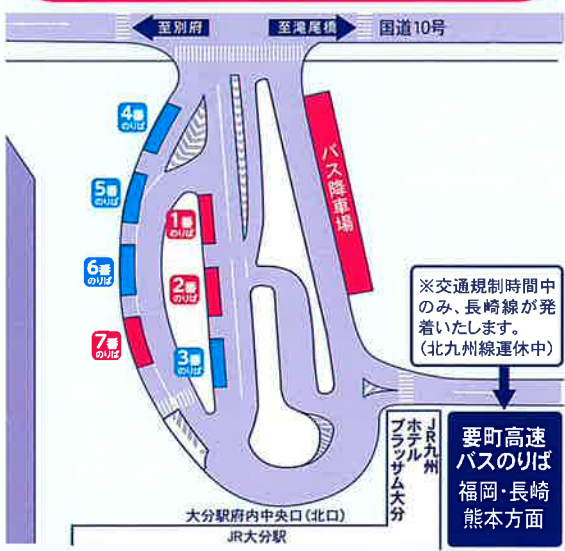 至別府
至滝尾橋
国道10号
4番
のりば
5番
のりば
6番
のりば
7番
のりば
1番
のりば
2番
のりば
3番
のりば
バス降車場
※交通規制時間中
のみ、長崎線が発
着いたします。
(北九州線運休中)
要町高速
バスのりば
福岡・長崎
熊本方面
JR九州
ホテル
ブラッサム大分
大分駅府内中央口(北口)
JR大分駅